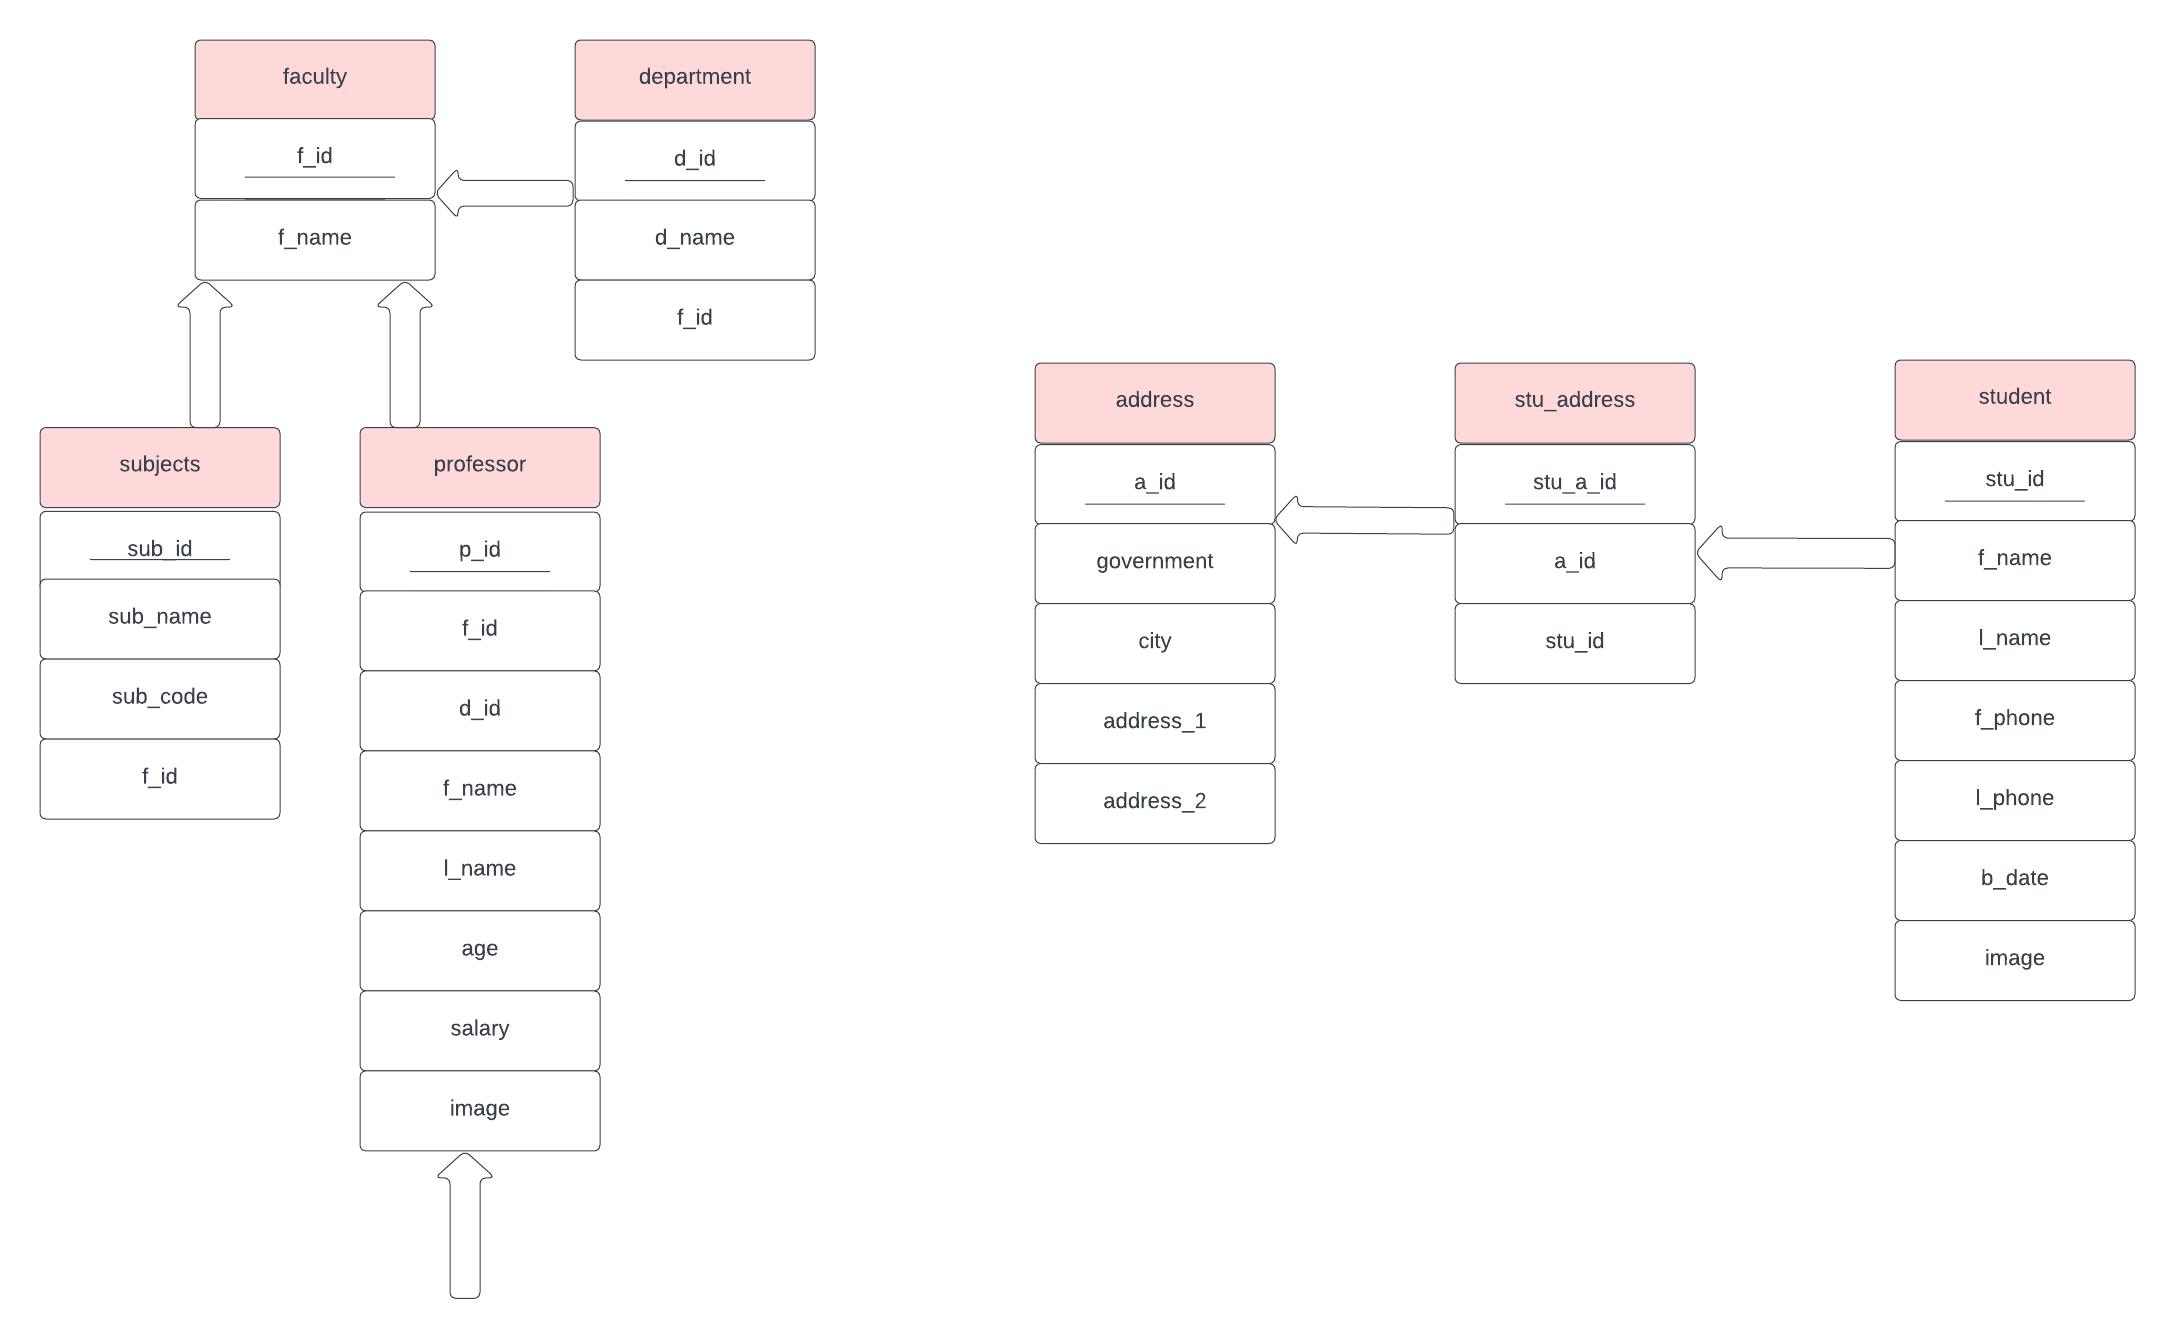 faculty
f_id
f_name
department
d_id
d_name
f_id
subjects
sub_id
sub_name
sub_code
f_id
professor
p_id
f_id
d_id
f_name
l_name
age
salary
image
address
a_id
government
city
address_1
address_2
stu_address
stu_a_id
a_id
stu_id
student
stu_id
f_name
l_name
f_phone
l_phone
b_date
image